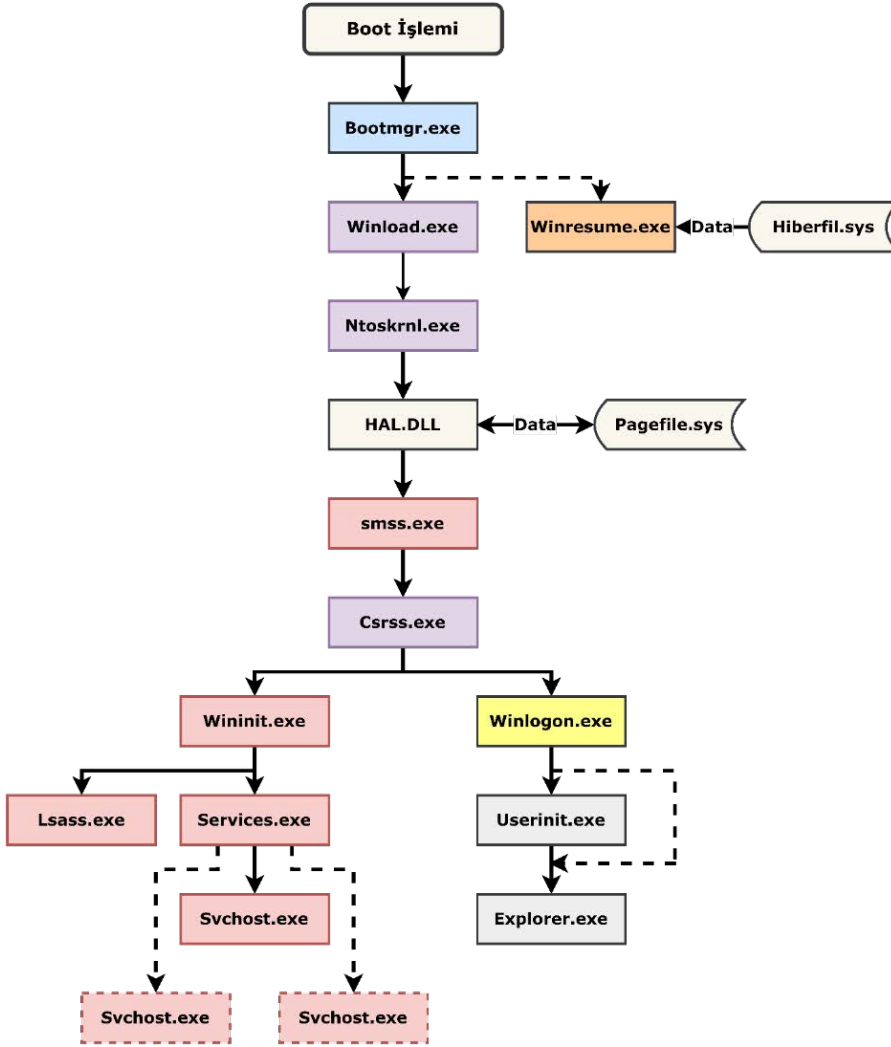 Boot İşlemi
Bootmgr.exe
Winload.exe
Winresume.exe
Data
Hiberfil.sys
Ntoskrnl.exe
HAL.DLL
Data
Pagefile.sys
smss.exe
Csrss.exe
Wininit.exe
Winlogon.exe
Lsass.exe
Services.exe
Userinit.exe
Svchost.exe
Explorer.exe
Svchost.exe
Svchost.exe